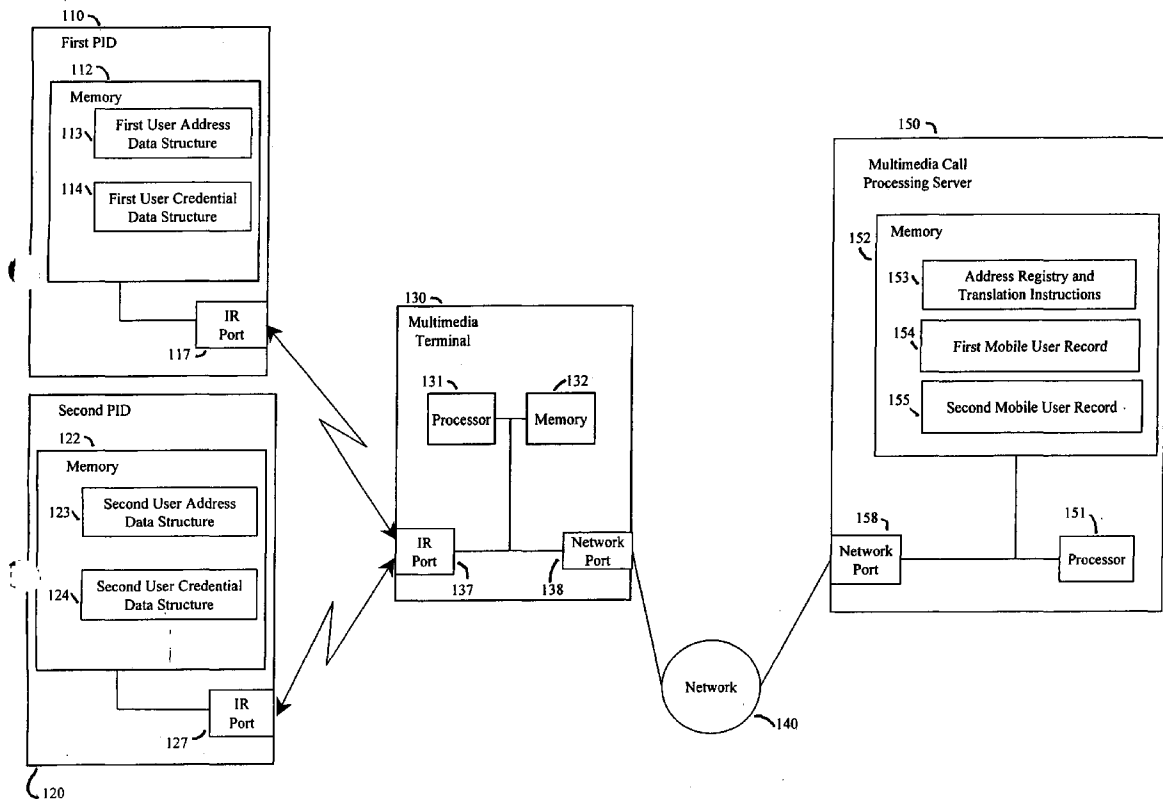 110
First PID
112
Memory
113
First User Address
Data Structure
114
First User Credential
Data Structure
IR
Port
117
Second PID
122
Memory
123
Second User Address
Data Structure
124
Second User Credential
Data Structure
IR
Port
127
120
130
Multimedia
Terminal
131
Processor
132
Memory
IR
Port
137
Network
Port
138
Network
140
150
Multimedia Call
Processing Server
152
Memory
153
Address Registry and
Translation Instructions
154
First Mobile User Record
155
Second Mobile User Record
158
Network
Port
151
Processor